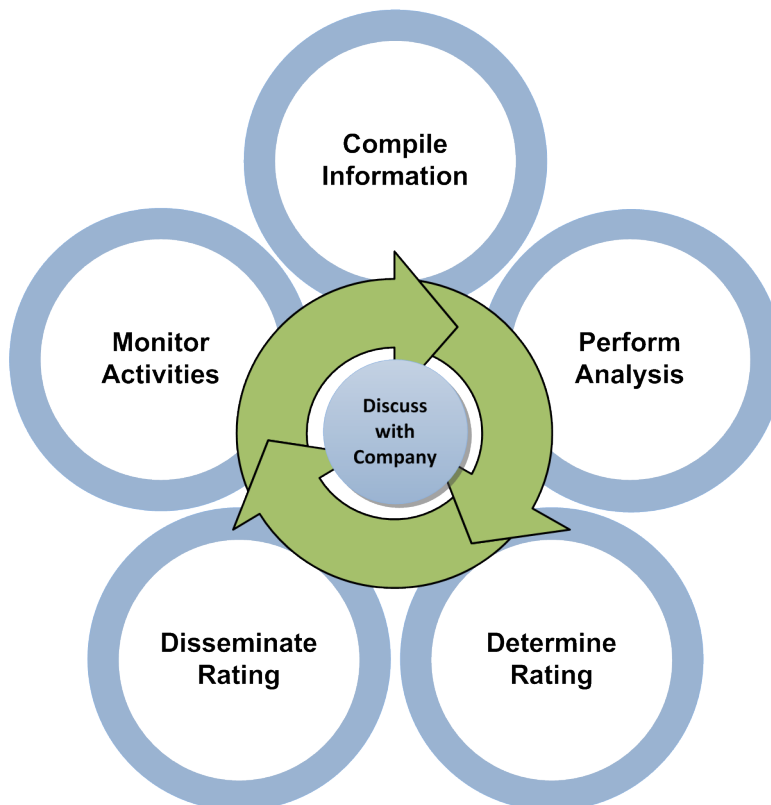 Compile
Information
Perform
Analysis
Determine
Rating
Disseminate
Rating
Monitor
Activities
Discuss
with
Company